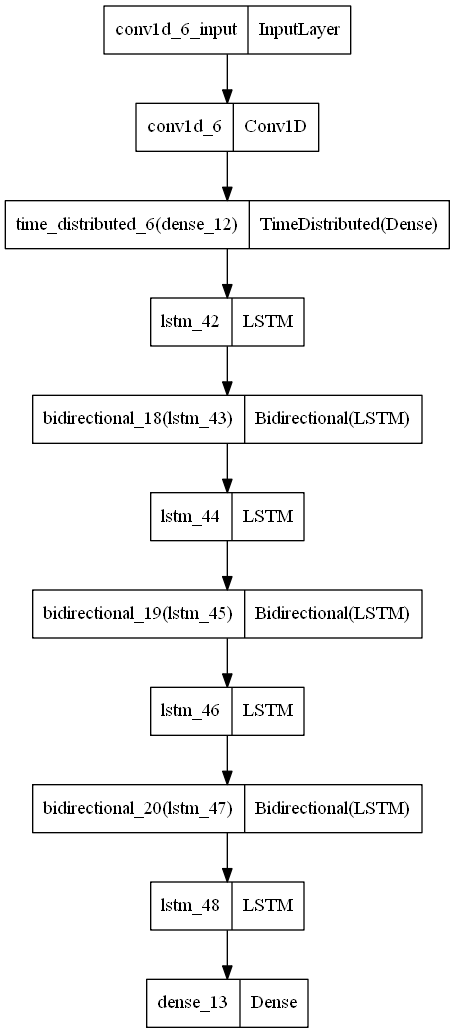 conv1d_6_input InputLayer
conv1d_6 Conv1D
time_distributed_6(dense_12) TimeDistributed(Dense)
lstm_42 LSTM
bidirectional_18(lstm_43) Bidirectional(LSTM)
lstm_44 LSTM
bidirectional_19(lstm_45) Bidirectional(LSTM)
lstm_46 LSTM
bidirectional_20(lstm_47) Bidirectional(LSTM)
lstm_48 LSTM
dense_13 Dense